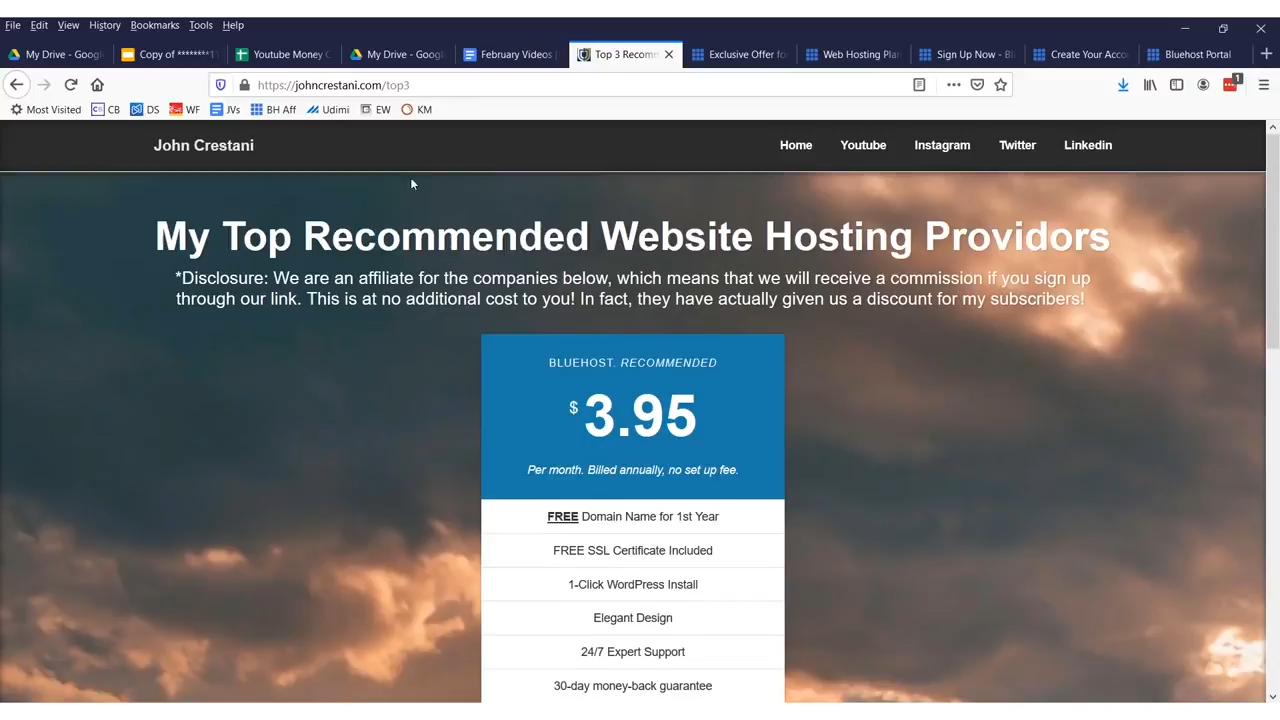 File Edit View History Bookmarks Tools Help
My Drive - Googl
Copy of *******1
Youtube Money C
My Drive - Googl
February Videos
Top 3 Recomm
Exclusive Offer fo
Web Hosting Plan
Sign Up Now - Bl
Create Your Acco
Bluehost Portal
https://johncrestani.com/top3
1
Most Visited CB DS WF JVs BH Aff Udimi EW KM
John Crestani
Home Youtube Instagram Twitter Linkedin
My Top Recommended Website Hosting Providors
*Disclosure: We are an affiliate for the companies below, which means that we will receive a commission if you sign up
through our link. This is at no additional cost to you! In fact, they have actually given us a discount for my subscribers!
BLUEHOST. RECOMMENDED
$ 3.95
Per month. Billed annually, no set up fee.
FREE Domain Name for 1st Year
FREE SSL Certificate Included
1-Click WordPress Install
Elegant Design
24/7 Expert Support
30-day money-back guarantee